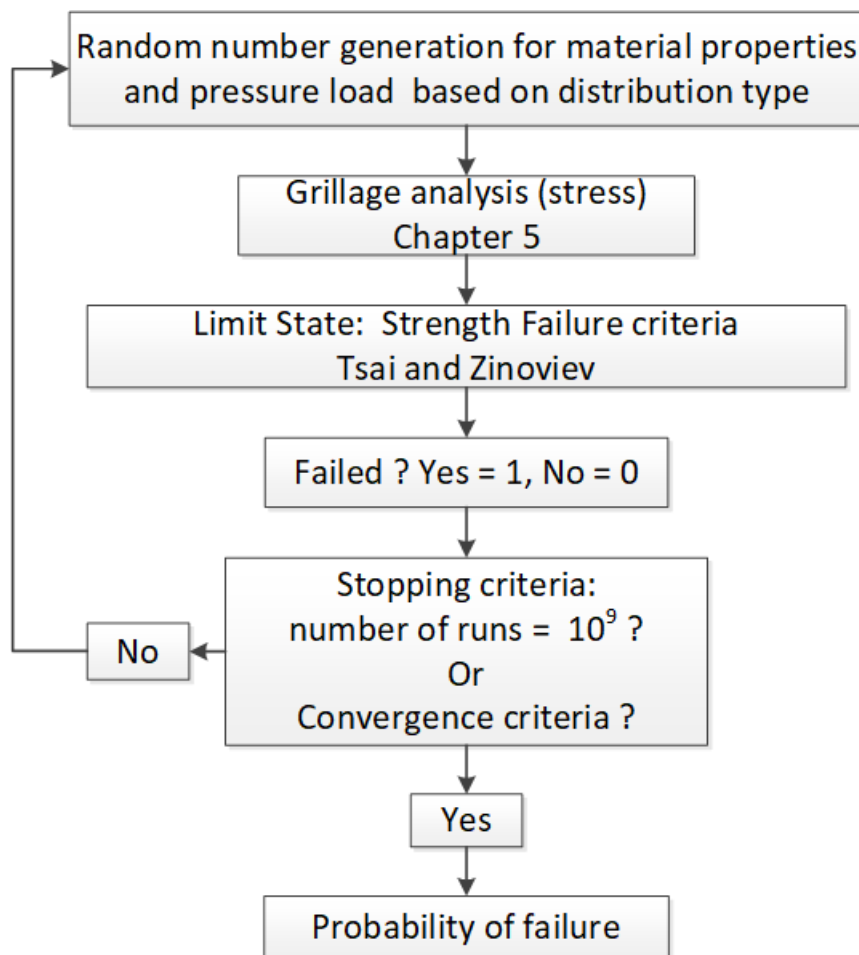 Random number generation for material properties
and pressure load based on distribution type
Grillage analysis (stress)
Chapter 5
Limit State: Strength Failure criteria
Tsai and Zinoviev
Failed ? Yes = 1, No = 0
Stopping criteria:
number of runs = 10⁹ ?
Or
Convergence criteria ?
No
Yes
Probability of failure